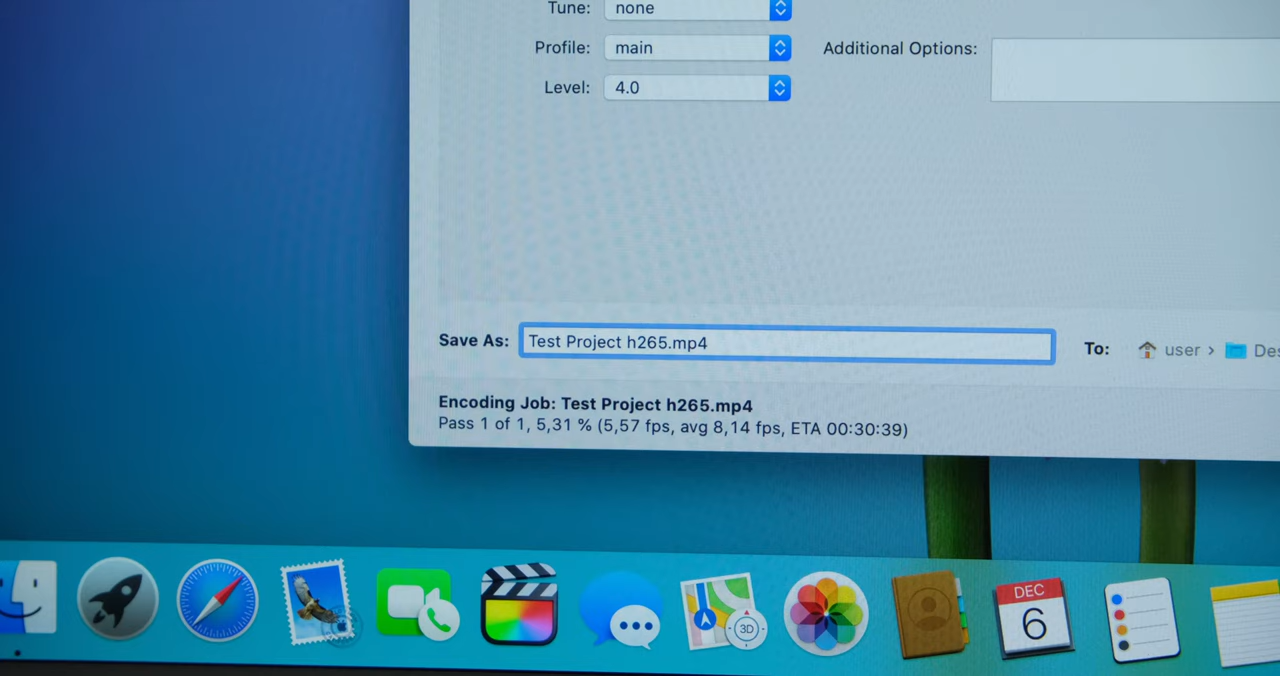 Tune: none
Profile: main Additional Options:
Level: 4.0
Save As: Test Project h265.mp4 To: user › Des
Encoding Job: Test Project h265.mp4
Pass 1 of 1, 5,31 % (5,57 fps, avg 8,14 fps, ETA 00:30:39)
3D
DEC
6